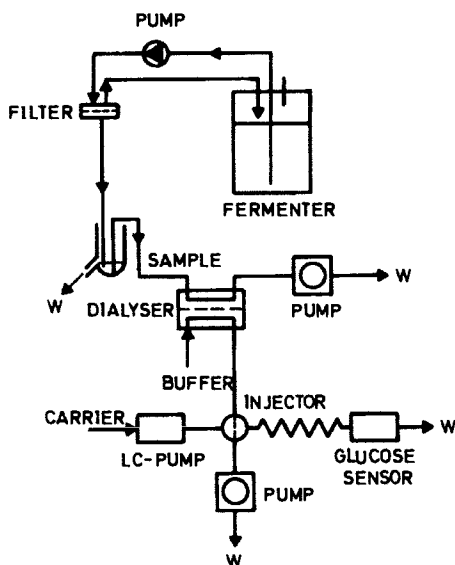 PUMP
FILTER
FERMENTER
SAMPLE
W
DIALYSER
W
PUMP
BUFFER
INJECTOR
CARRIER
W
LC-PUMP
GLUCOSE
SENSOR
PUMP
W